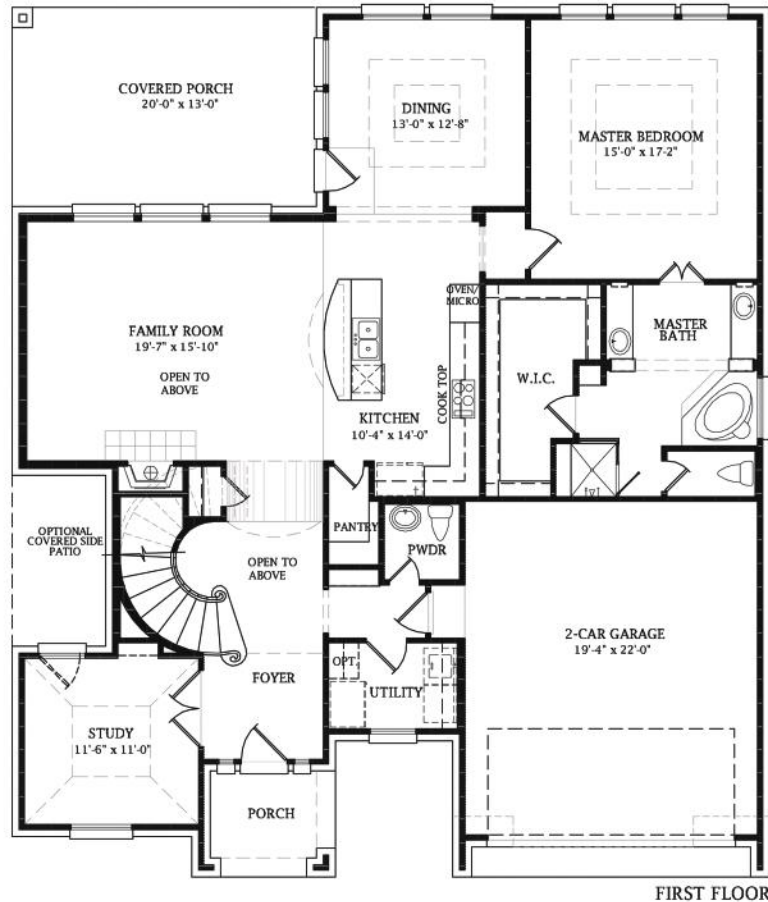 COVERED PORCH
20'-0" x 13'-0"
DINING
13'-0" x 12'-8"
MASTER BEDROOM
15'-0" x 17'-2"
FAMILY ROOM
19'-7" x 15'-10"
OPEN TO
ABOVE
OVEN/
MICRO
COOK TOP
KITCHEN
10'-4" x 14'-0"
W.I.C.
MASTER
BATH
OPTIONAL
COVERED SIDE
PATIO
OPEN TO
ABOVE
PANTRY
PWDR
2-CAR GARAGE
19'-4" x 22'-0"
FOYER
OPT.
UTILITY
STUDY
11'-6" x 11'-0"
PORCH
FIRST FLOOR